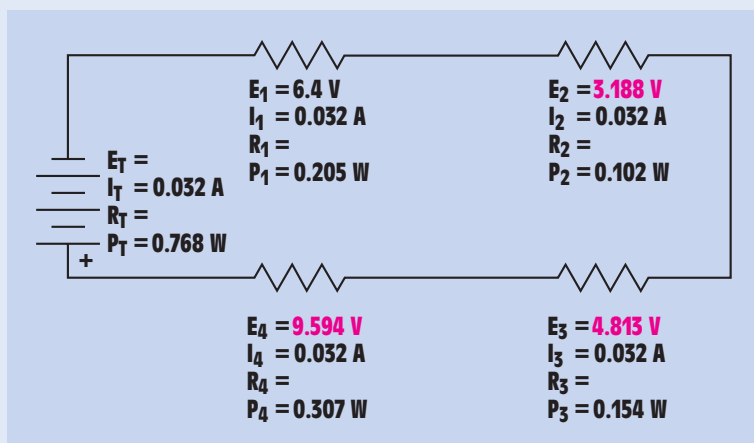 E1 = 6.4 V
I1 = 0.032 A
R1 =
P1 = 0.205 W
E2 = 3.188 V
I2 = 0.032 A
R2 =
P2 = 0.102 W
ET =
IT = 0.032 A
RT =
PT = 0.768 W
+
E4 = 9.594 V
I4 = 0.032 A
R4 =
P4 = 0.307 W
E3 = 4.813 V
I3 = 0.032 A
R3 =
P3 = 0.154 W